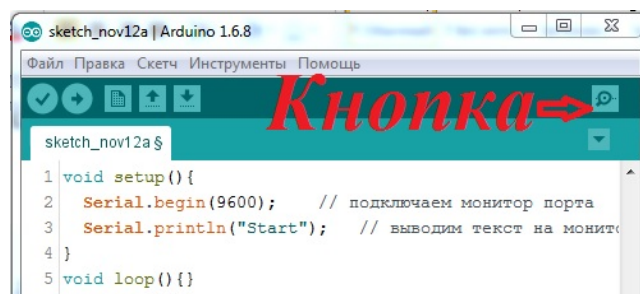 sketch_nov12a | Arduino 1.6.8
Файл Правка Скетч Инструменты Помощь
Кнопка
sketch_nov12a §
1 void setup(){
2 Serial.begin(9600); // подключаем монитор порта
3 Serial.println("Start"); // выводим текст на монито
4 }
5 void loop(){}